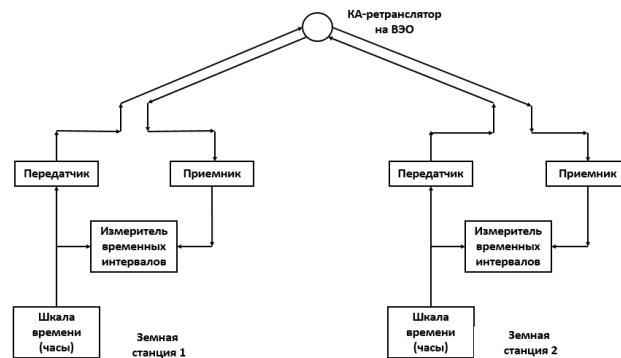 КА-ретранслятор
на ВЭО
Передатчик
Приемник
Передатчик
Приемник
Измеритель
временных
интервалов
Измеритель
временных
интервалов
Шкала
времени
(часы)
Земная
станция 1
Шкала
времени
(часы)
Земная
станция 2